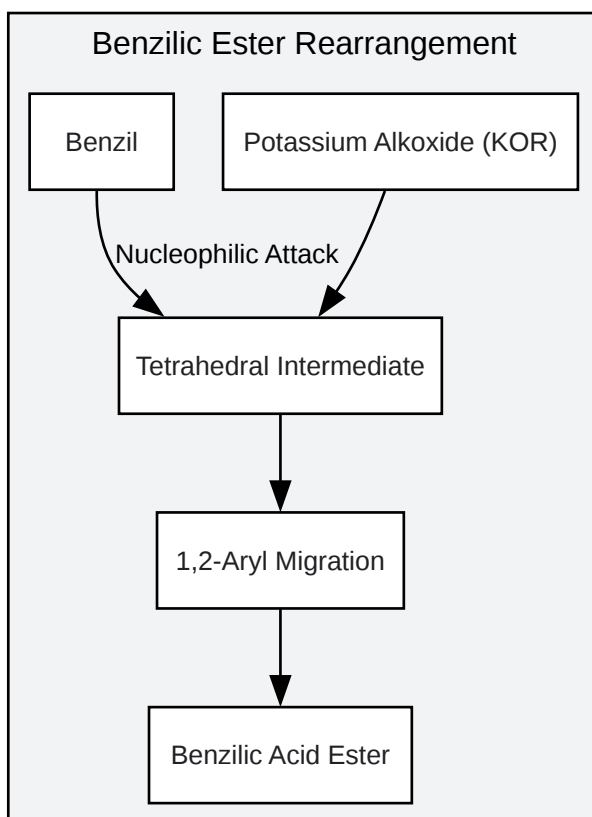 Benzilic Ester Rearrangement
Benzil
Potassium Alkoxide (KOR)
Nucleophilic Attack
Tetrahedral Intermediate
1,2-Aryl Migration
Benzilic Acid Ester